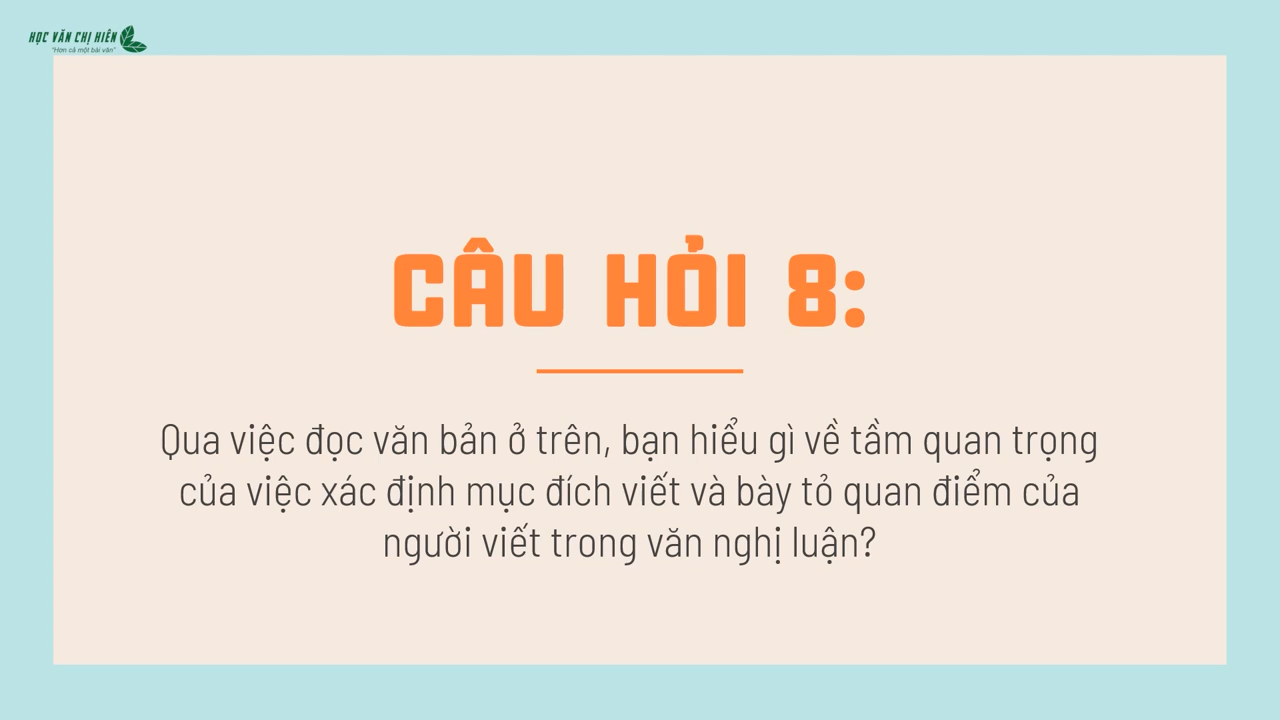 HỌC VĂN CHỊ HIÊN
"Hơn cả một bài văn"
CÂU HỎI 8:
Qua việc đọc văn bản ở trên, bạn hiểu gì về tầm quan trọng
của việc xác định mục đích viết và bày tỏ quan điểm của
người viết trong văn nghị luận?